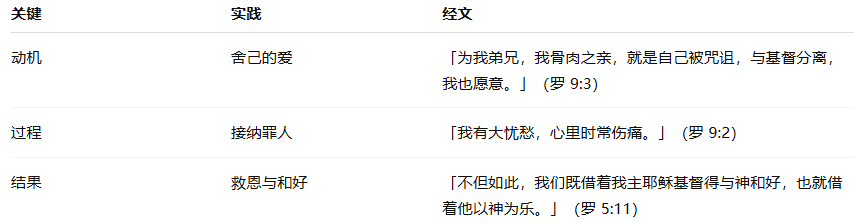 关键 实践 经文
动机 舍己的爱 「为我弟兄，我骨肉之亲，就是自己被咒诅，与基督分离，
我也愿意。」（罗 9:3）
过程 接纳罪人 「我有大忧愁，心里时常伤痛。」（罗 9:2）
结果 救恩与和好 「不但如此，我们既借着我主耶稣基督得与神和好，也就借
着他以神为乐。」（罗 5:11）